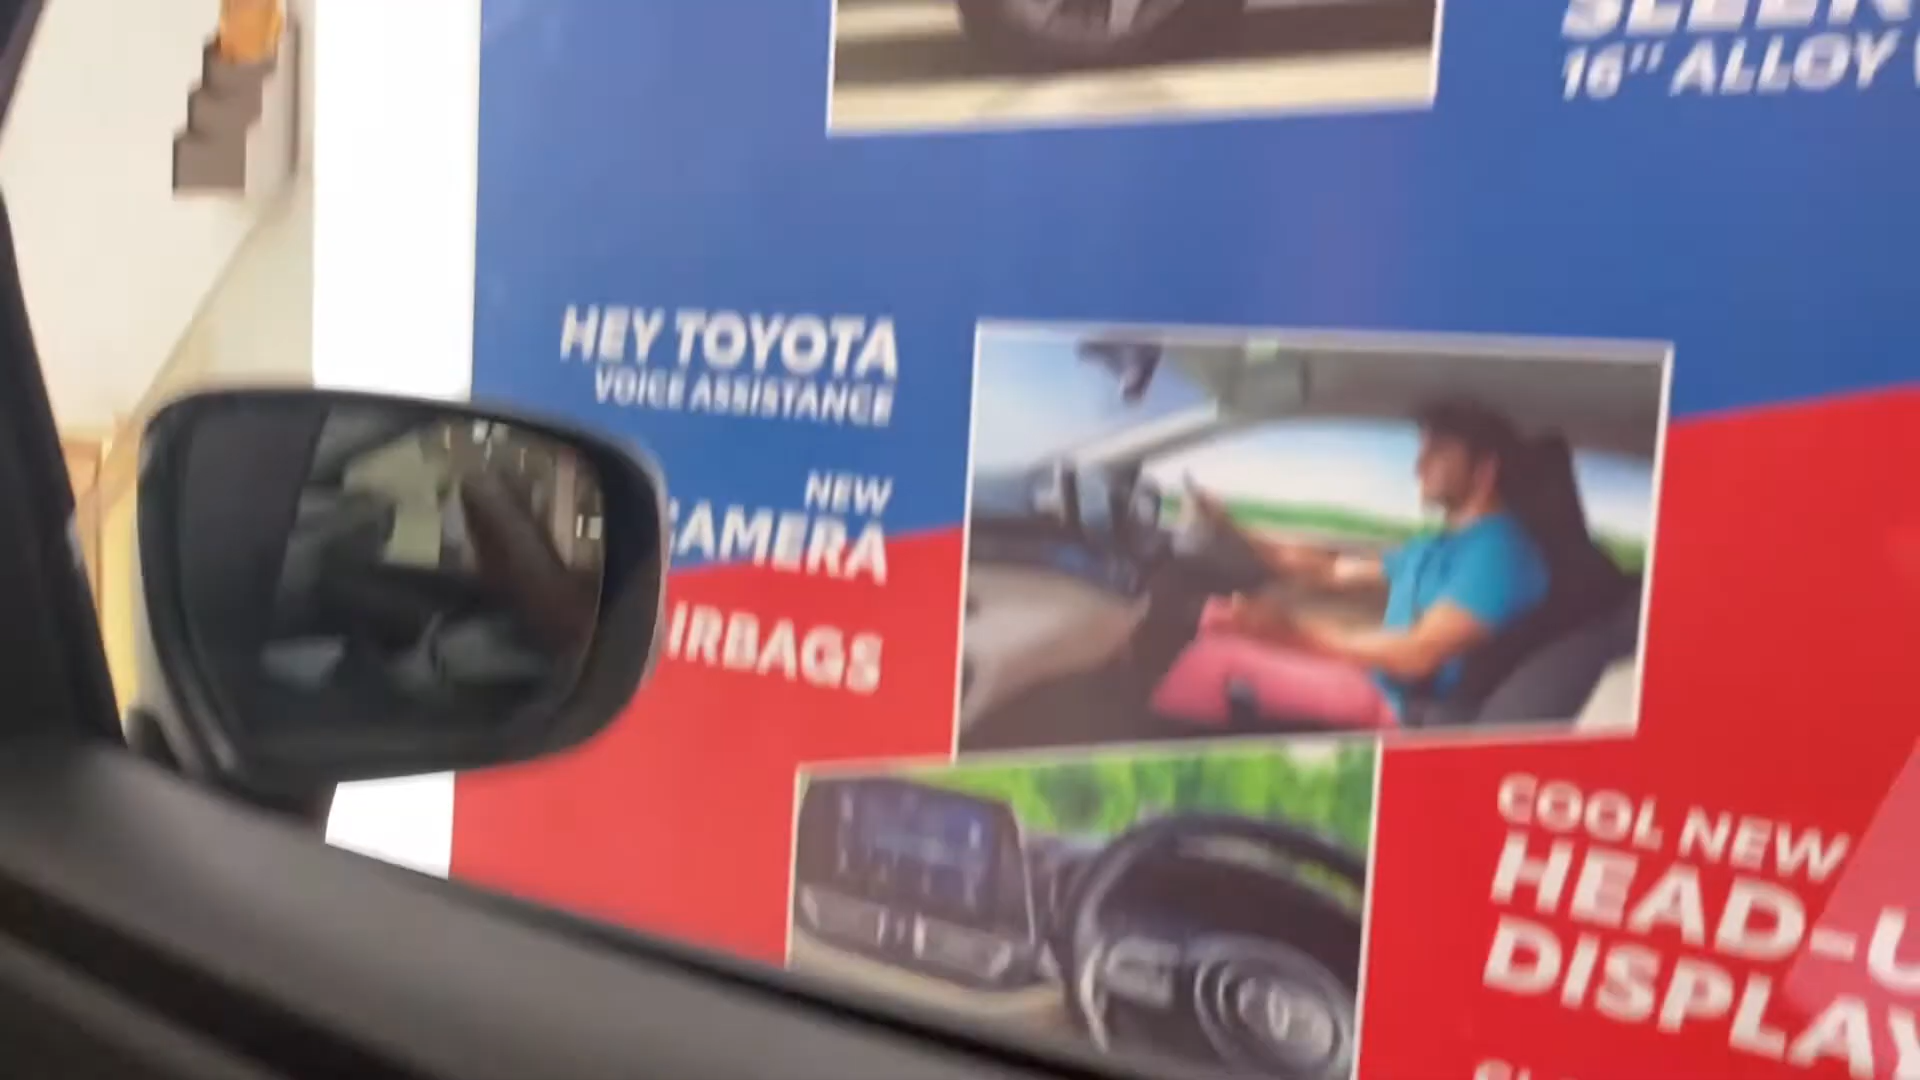 16" ALLOY
HEY TOYOTA
VOICE ASSISTANCE
NEW
CAMERA
IRBAGS
COOL NEW
HEAD-U
DISPLAY